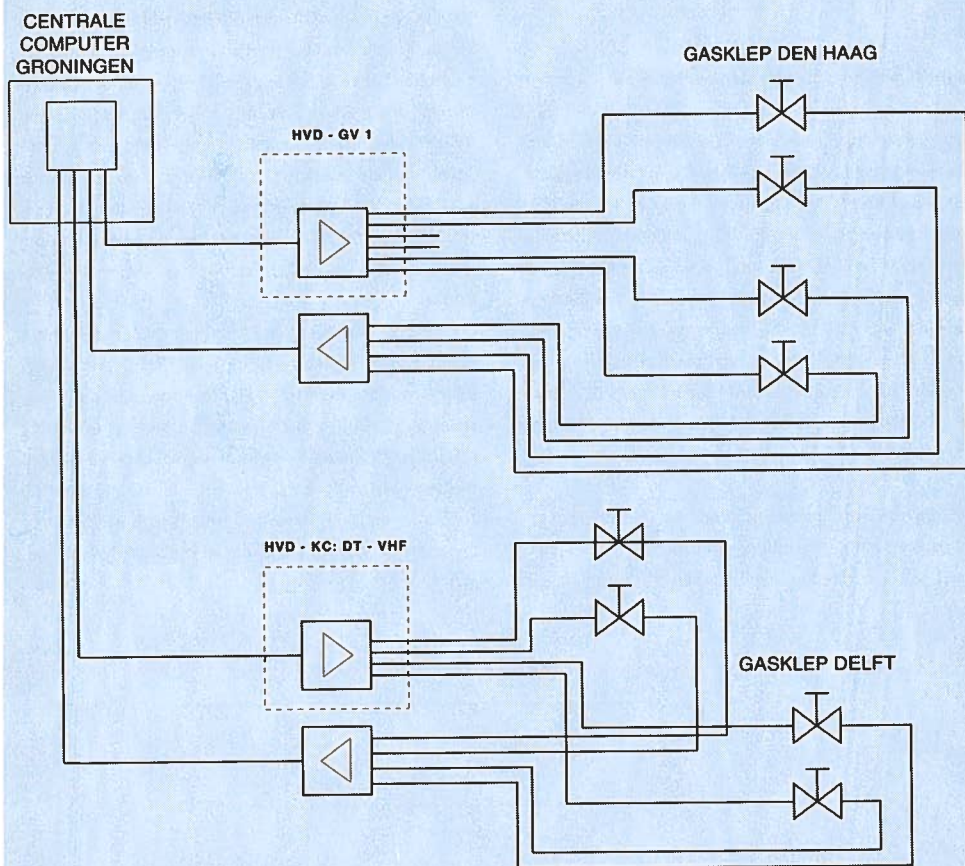 CENTRALE
COMPUTER
GRONINGEN
GASKLEP DEN HAAG
HVD - GV 1
HVD - KC: DT - VHF
GASKLEP DELFT